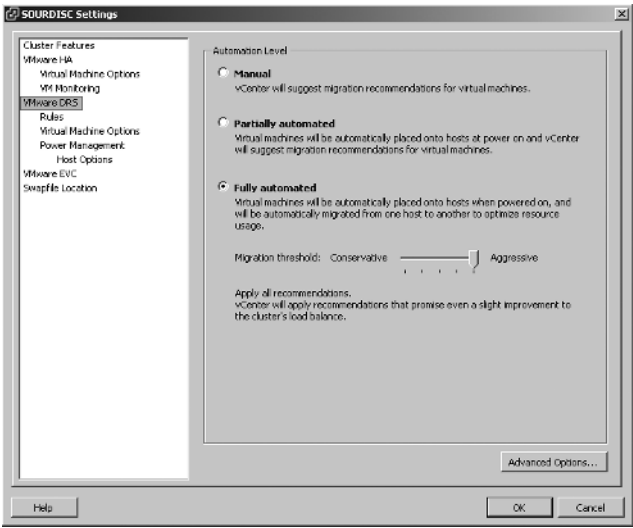 SOURDISC Settings
Cluster Features
VMware HA
Virtual Machine Options
VM Monitoring
VMware DRS
Rules
Virtual Machine Options
Power Management
Host Options
VMware EVC
Swapfile Location
Automation Level
Manual
vCenter will suggest migration recommendations for virtual machines.
Partially automated
Virtual machines will be automatically placed onto hosts at power on and vCenter
will suggest migration recommendations for virtual machines.
Fully automated
Virtual machines will be automatically placed onto hosts when powered on, and
will be automatically migrated from one host to another to optimize resource
usage.
Migration threshold: Conservative Aggressive
Apply all recommendations.
vCenter will apply recommendations that promise even a slight improvement to
the cluster's load balance.
Advanced Options...
Help OK Cancel